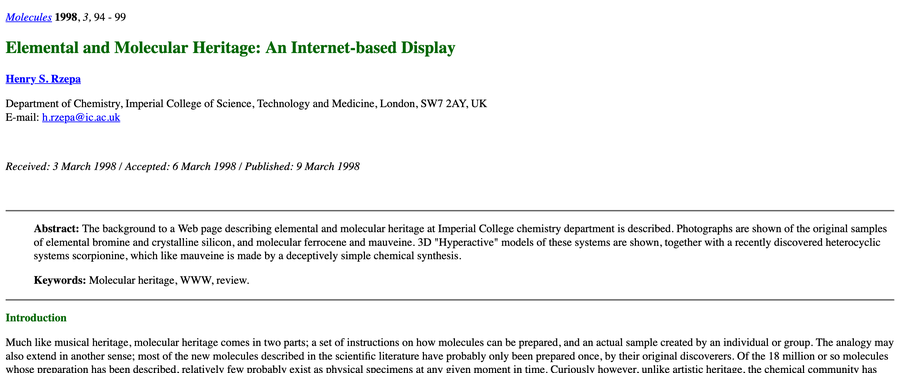 Molecules 1998, 3, 94 - 99
Elemental and Molecular Heritage: An Internet-based Display
Henry S. Rzepa
Department of Chemistry, Imperial College of Science, Technology and Medicine, London, SW7 2AY, UK
E-mail: h.rzepa@ic.ac.uk
Received: 3 March 1998 / Accepted: 6 March 1998 / Published: 9 March 1998
Abstract: The background to a Web page describing elemental and molecular heritage at Imperial College chemistry department is described. Photographs are shown of the original samples
of elemental bromine and crystalline silicon, and molecular ferrocene and mauveine. 3D "Hyperactive" models of these systems are shown, together with a recently discovered heterocyclic
systems scorpionine, which like mauveine is made by a deceptively simple chemical synthesis.
Keywords: Molecular heritage, WWW, review.
Introduction
Much like musical heritage, molecular heritage comes in two parts; a set of instructions on how molecules can be prepared, and an actual sample created by an individual or group. The analogy may
also extend in another sense; most of the new molecules described in the scientific literature have probably only been prepared once, by their original discoverers. Of the 18 million or so molecules
whose preparation has been described, relatively few probably exist as physical specimens at any given moment in time. Curiously however, unlike artistic heritage, the chemical community has